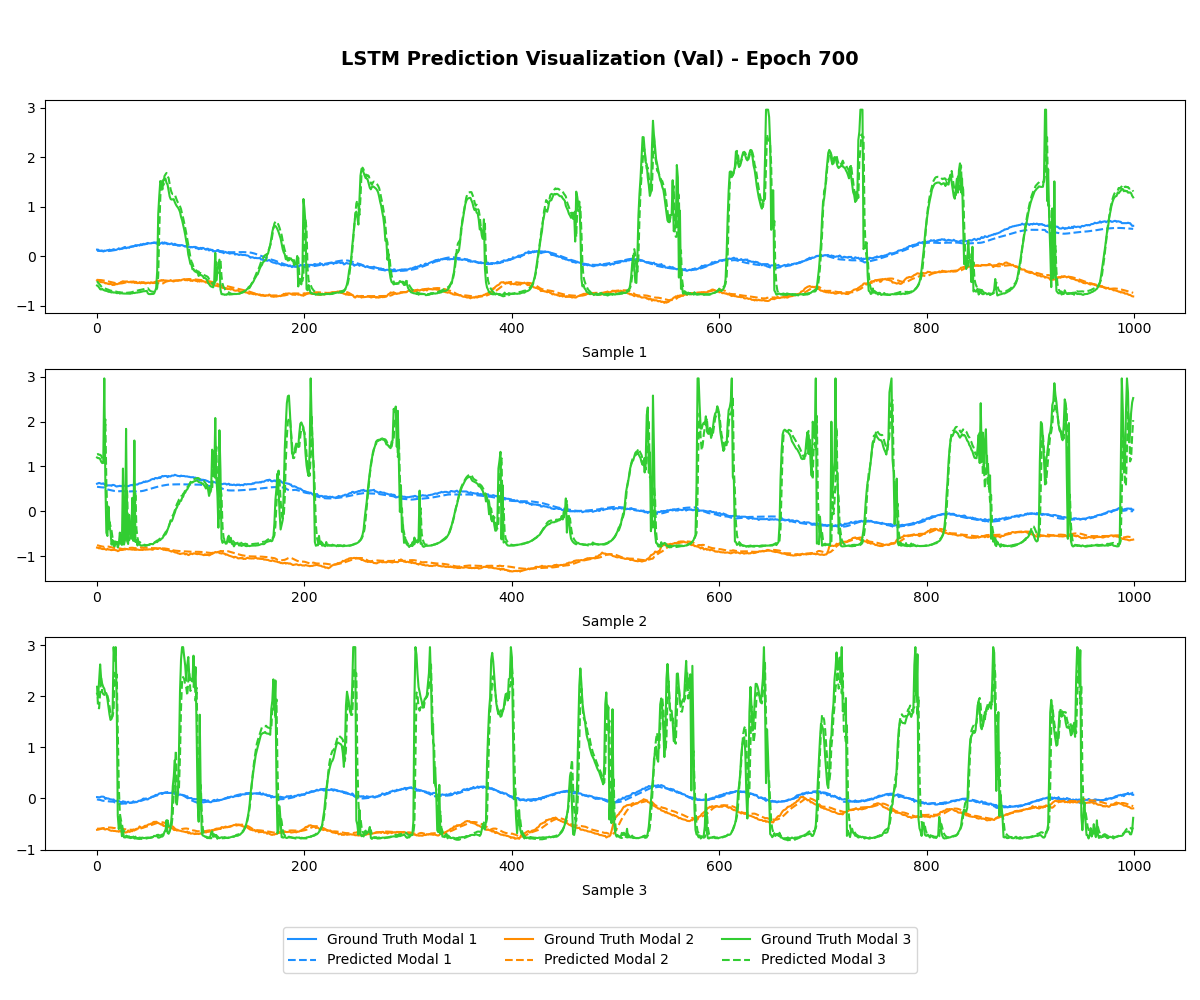 LSTM Prediction Visualization (Val) - Epoch 700
3
2
1
0
−1
0 200 400 600 800 1000
Sample 1
3
2
1
0
−1
0 200 400 600 800 1000
Sample 2
3
2
1
0
−1
0 200 400 600 800 1000
Sample 3
Ground Truth Modal 1 Ground Truth Modal 2 Ground Truth Modal 3
Predicted Modal 1 Predicted Modal 2 Predicted Modal 3